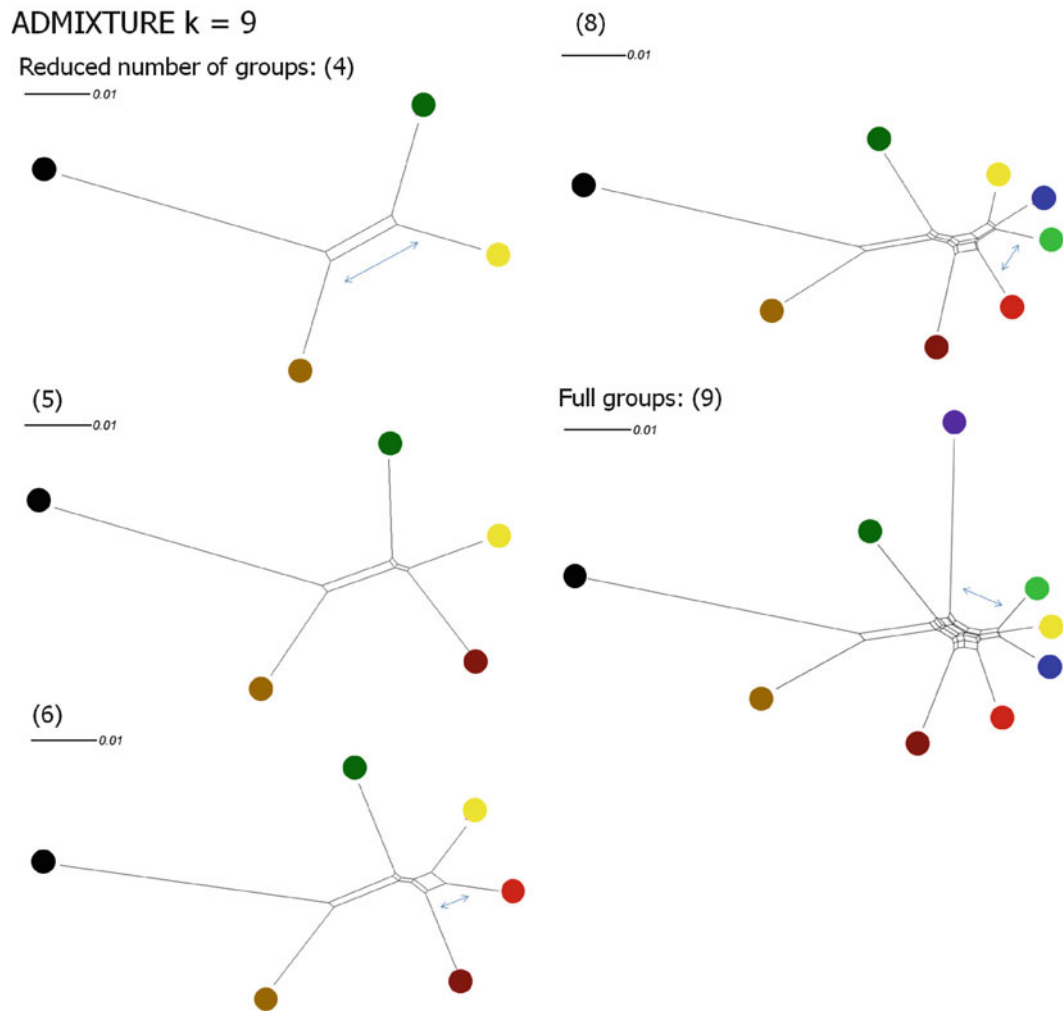 ADMIXTURE k = 9
Reduced number of groups: (4)
0.01
(5)
0.01
(6)
0.01
(8)
0.01
Full groups: (9)
0.01